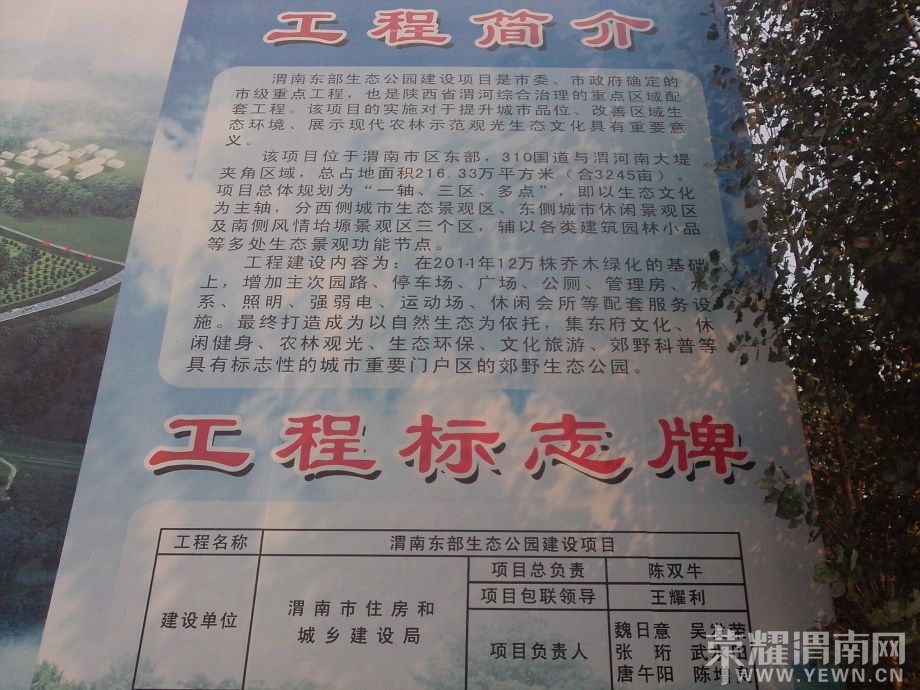 工程简介
渭南东部生态公园建设项目是市委、市政府确定的
市级重点工程，也是陕西省渭河综合治理的重点区域配
套工程。该项目的实施对于提升城市品位、改善区域生
态环境、展示现代农林示范观光生态文化具有重要意
义。
该项目位于渭南市区东部，310国道与渭河南大堤
夹角区域，总占地面积216.33万平方米（合3245亩）。
项目总体规划为“一轴、三区、多点”，即以生态文化
为主轴，分西侧城市生态景观区、东侧城市休闲景观区
及南侧风情坮塬景观区三个区，辅以各类建筑园林小品
等多处生态景观功能节点。
工程建设内容为：在2011年12万株乔木绿化的基础
上，增加主次园路、停车场、广场、公厕、管理房、水
系、照明、强弱电、运动场、休闲会所等配套服务设
施。最终打造成为以自然生态为依托，集东府文化、休
闲健身、农林观光、生态环保、文化旅游、郊野科普等
具有标志性的城市重要门户区的郊野生态公园。
工程标志牌
工程名称 渭南东部生态公园建设项目
建设单位 渭南市住房和城乡建设局
项目总负责 陈双牛
项目包联领导 王耀利
项目负责人
魏日意 吴
张珩 武
唐午阳 陈增
荣耀渭南网
WWW.YEWN.CN